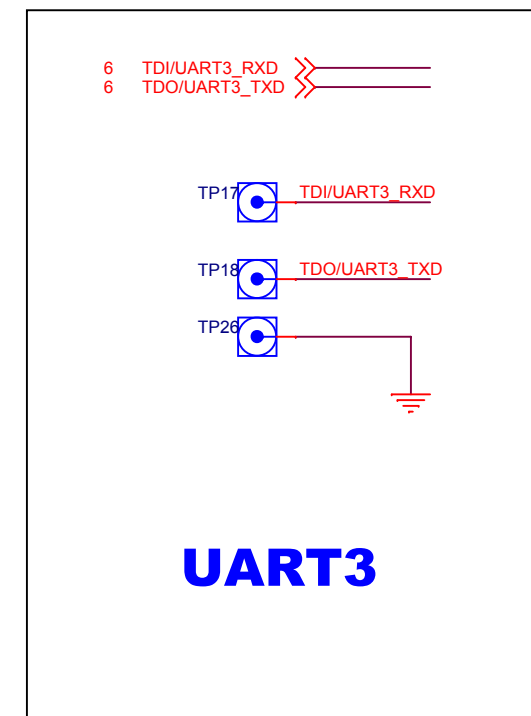 6 TDI/UART3_RXD
6 TDO/UART3_TXD
TP17 TDI/UART3_RXD
TP18 TDO/UART3_TXD
TP26
UART3